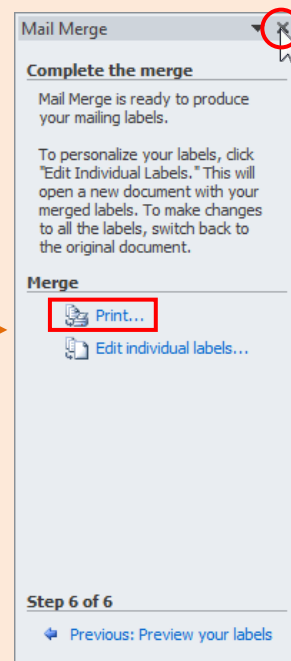 Mail Merge
Complete the merge
Mail Merge is ready to produce
your mailing labels.
To personalize your labels, click
"Edit Individual Labels." This will
open a new document with your
merged labels. To make changes
to all the labels, switch back to
the original document.
Merge
Print...
Edit individual labels...
Step 6 of 6
Previous: Preview your labels